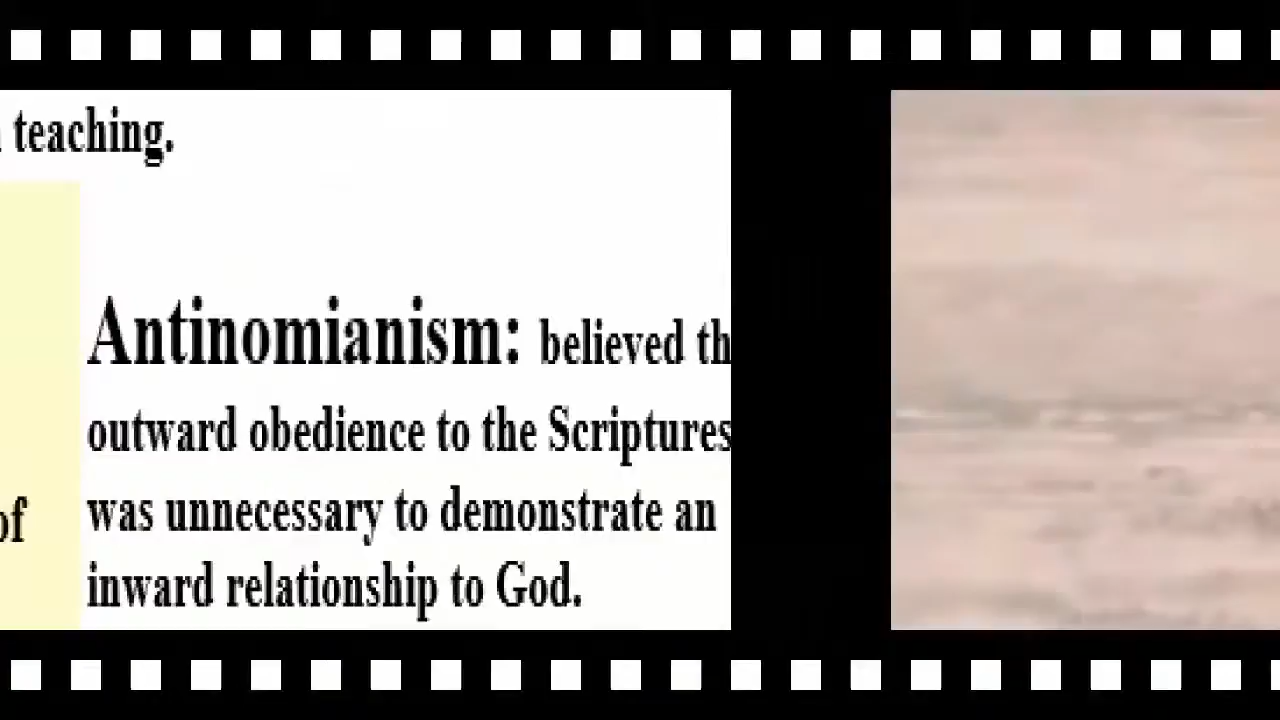 teaching.
Antinomianism: believed th
outward obedience to the Scriptures
was unnecessary to demonstrate an
of
inward relationship to God.